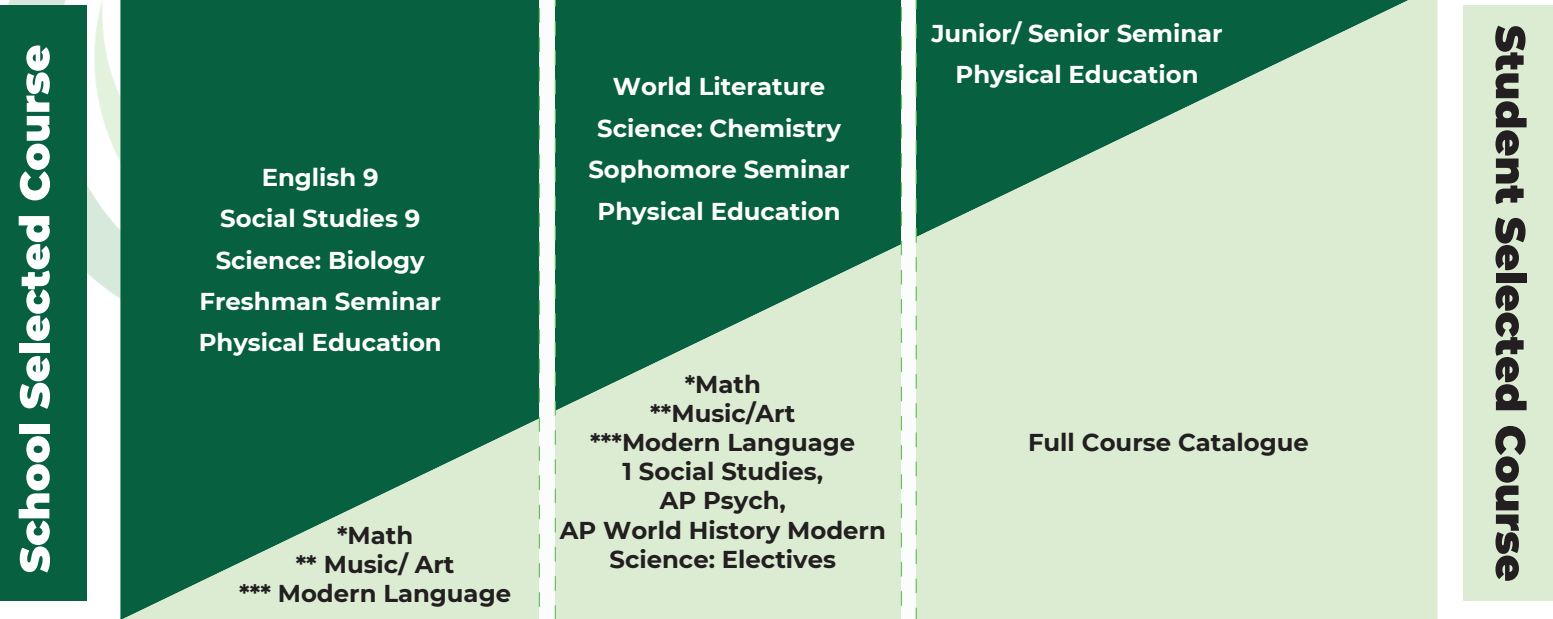 School Selected Course
English 9
Social Studies 9
Science: Biology
Freshman Seminar
Physical Education
*Math
** Music/ Art
*** Modern Language
World Literature
Science: Chemistry
Sophomore Seminar
Physical Education
*Math
**Music/Art
***Modern Language
1 Social Studies,
AP Psych,
AP World History Modern
Science: Electives
Junior/ Senior Seminar
Physical Education
Full Course Catalogue
Student Selected Course